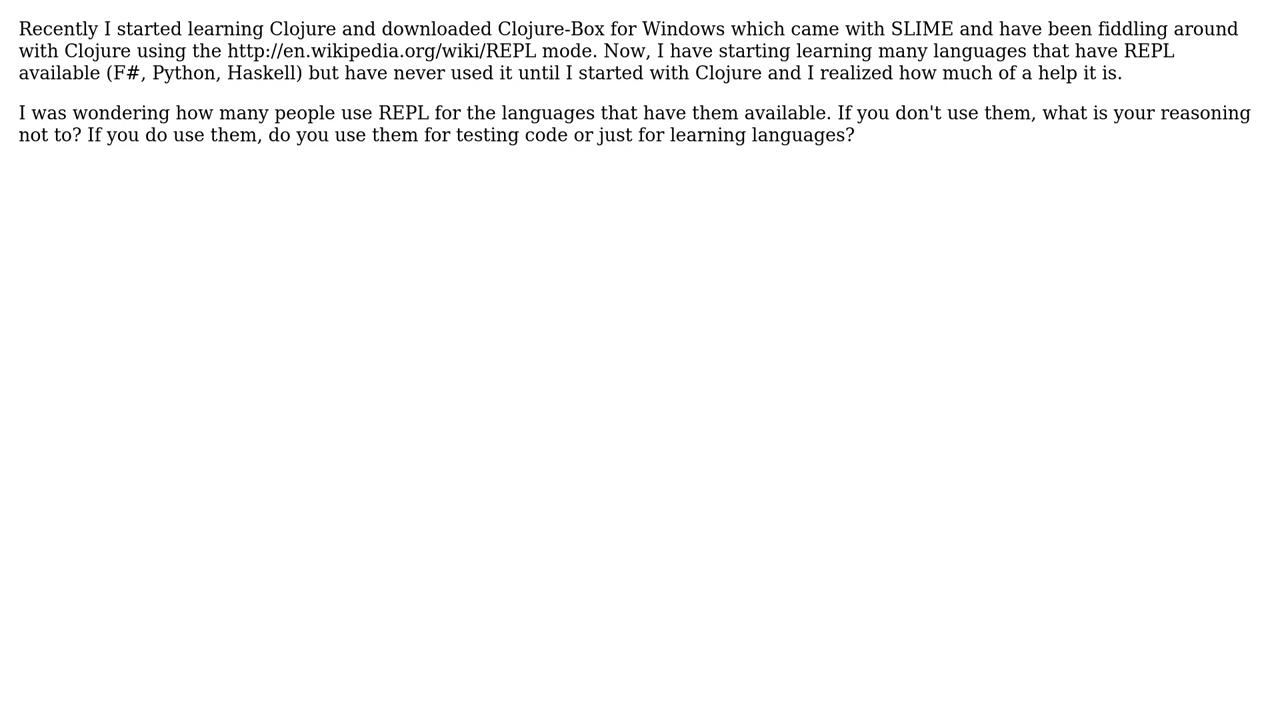 Recently I started learning Clojure and downloaded Clojure-Box for Windows which came with SLIME and have been fiddling around
with Clojure using the http://en.wikipedia.org/wiki/REPL mode. Now, I have starting learning many languages that have REPL
available (F#, Python, Haskell) but have never used it until I started with Clojure and I realized how much of a help it is.
I was wondering how many people use REPL for the languages that have them available. If you don't use them, what is your reasoning
not to? If you do use them, do you use them for testing code or just for learning languages?